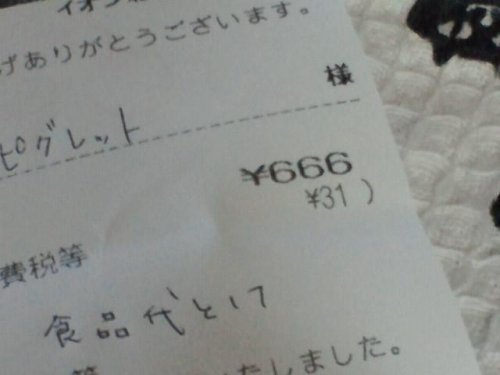 イオン
げありがとうございます。
様
ピグレット
¥666
¥31)
費税等
食品代として
たしました。